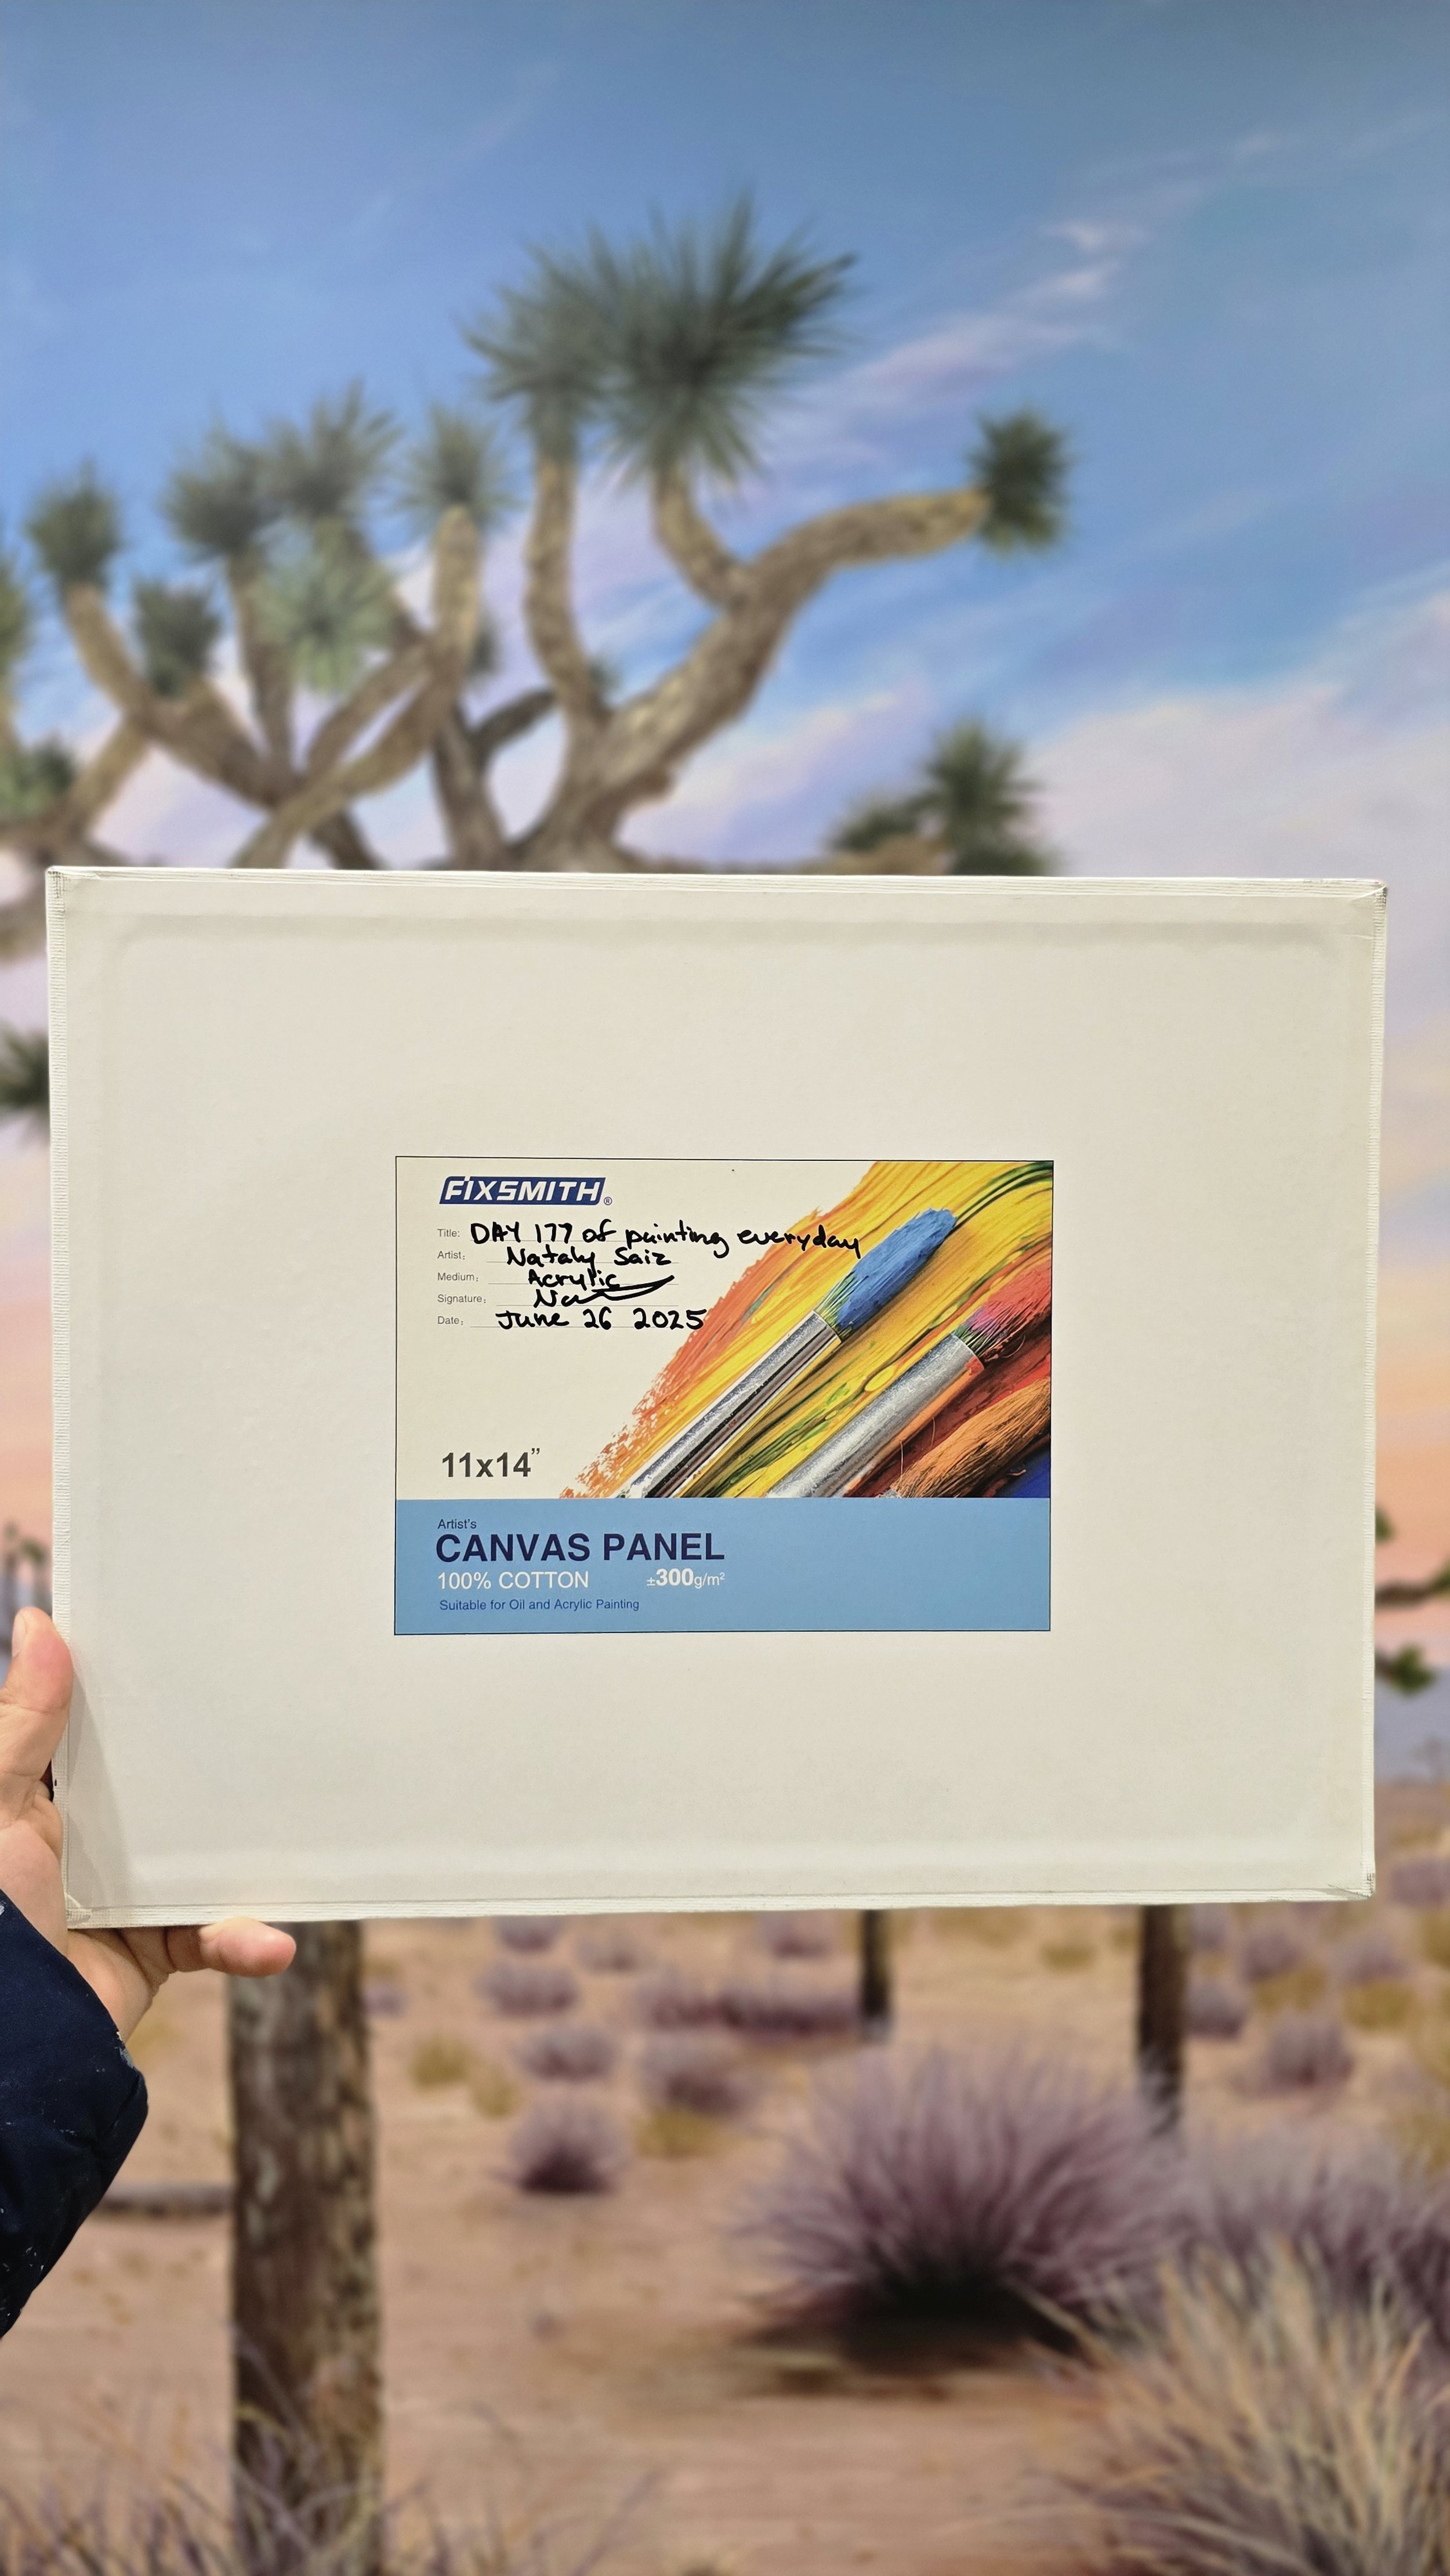 FIXSMITH®
Title: DAY 177 of painting everyday
Artist: Nataly Saiz
Medium: Acrylic
Signature: Na
Date: June 26 2025
11x14”
Artist's
CANVAS PANEL
100% COTTON ±300g/m²
Suitable for Oil and Acrylic Painting